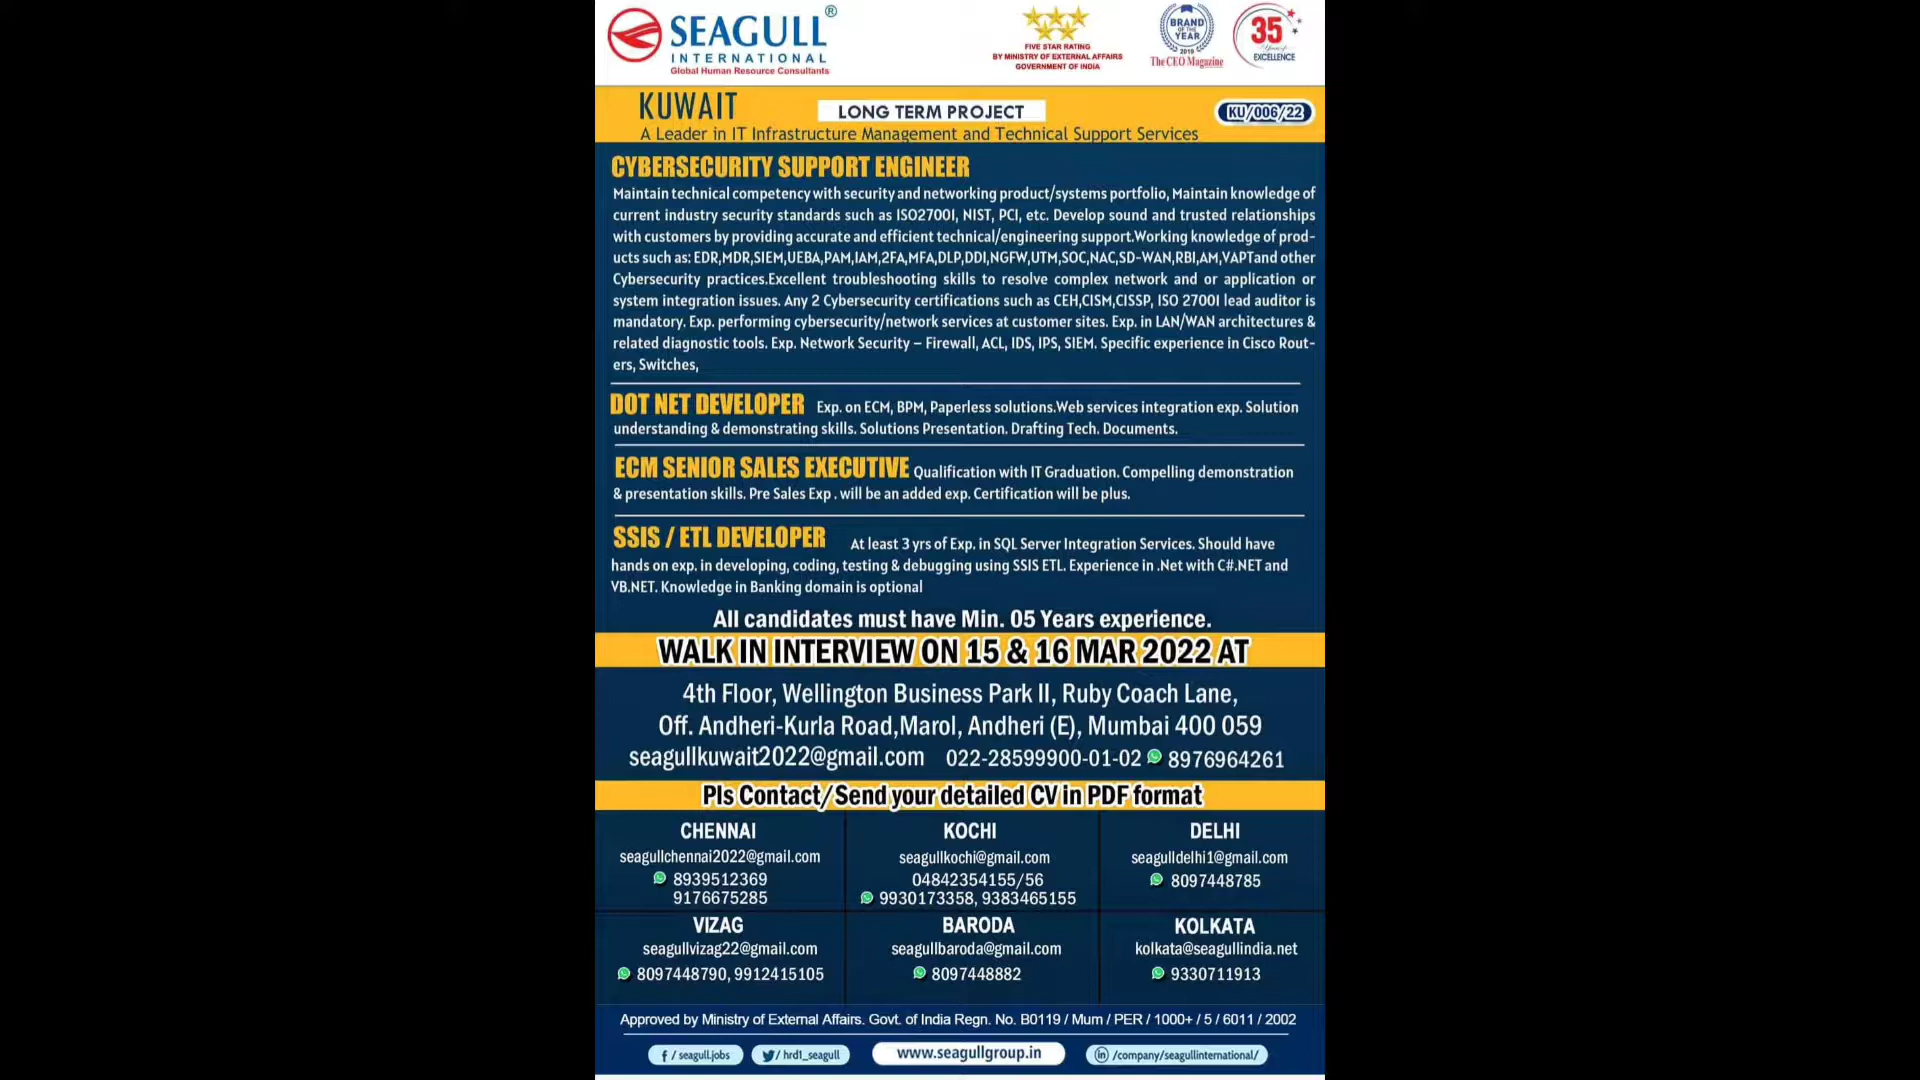 SEAGULL®
INTERNATIONAL
Global Human Resource Consultants
FIVE STAR RATING
BY MINISTRY OF EXTERNAL AFFAIRS
GOVERNMENT OF INDIA
BRAND
OF THE
YEAR
2019
The CEO Magazine
35
Years of
EXCELLENCE
KUWAIT
LONG TERM PROJECT
KU/006/22
A Leader in IT Infrastructure Management and Technical Support Services
CYBERSECURITY SUPPORT ENGINEER
Maintain technical competency with security and networking product/systems portfolio, Maintain knowledge of
current industry security standards such as ISO27001, NIST, PCI, etc. Develop sound and trusted relationships
with customers by providing accurate and efficient technical/engineering support.Working knowledge of prod-
ucts such as: EDR,MDR,SIEM,UEBA,PAM,IAM,2FA,MFA,DLP,DDI,NGFW,UTM,SOC,NAC,SD-WAN,RBI,AM,VAPTand other
Cybersecurity practices.Excellent troubleshooting skills to resolve complex network and or application or
system integration issues. Any 2 Cybersecurity certifications such as CEH,CISM,CISSP, ISO 27001 lead auditor is
mandatory. Exp. performing cybersecurity/network services at customer sites. Exp. in LAN/WAN architectures &
related diagnostic tools. Exp. Network Security – Firewall, ACL, IDS, IPS, SIEM. Specific experience in Cisco Rout-
ers, Switches,
DOT NET DEVELOPER Exp. on ECM, BPM, Paperless solutions.Web services integration exp. Solution
understanding & demonstrating skills. Solutions Presentation. Drafting Tech. Documents.
ECM SENIOR SALES EXECUTIVE Qualification with IT Graduation. Compelling demonstration
& presentation skills. Pre Sales Exp . will be an added exp. Certification will be plus.
SSIS / ETL DEVELOPER At least 3 yrs of Exp. in SQL Server Integration Services. Should have
hands on exp. in developing, coding, testing & debugging using SSIS ETL. Experience in .Net with C#.NET and
VB.NET. Knowledge in Banking domain is optional
All candidates must have Min. 05 Years experience.
WALK IN INTERVIEW ON 15 & 16 MAR 2022 AT
4th Floor, Wellington Business Park II, Ruby Coach Lane,
Off. Andheri-Kurla Road,Marol, Andheri (E), Mumbai 400 059
seagullkuwait2022@gmail.com 022-28599900-01-02 8976964261
Pls Contact/Send your detailed CV in PDF format
CHENNAI
seagullchennai2022@gmail.com
8939512369
9176675285
KOCHI
seagullkochi@gmail.com
04842354155/56
9930173358, 9383465155
DELHI
seagulldelhi1@gmail.com
8097448785
VIZAG
seagullvizag22@gmail.com
8097448790, 9912415105
BARODA
seagullbaroda@gmail.com
8097448882
KOLKATA
kolkata@seagullindia.net
9330711913
Approved by Ministry of External Affairs. Govt. of India Regn. No. B0119 / Mum / PER / 1000+ / 5 / 6011 / 2002
f / seagull.jobs
/ hrd1_seagull
www.seagullgroup.in
in /company/seagullinternational/